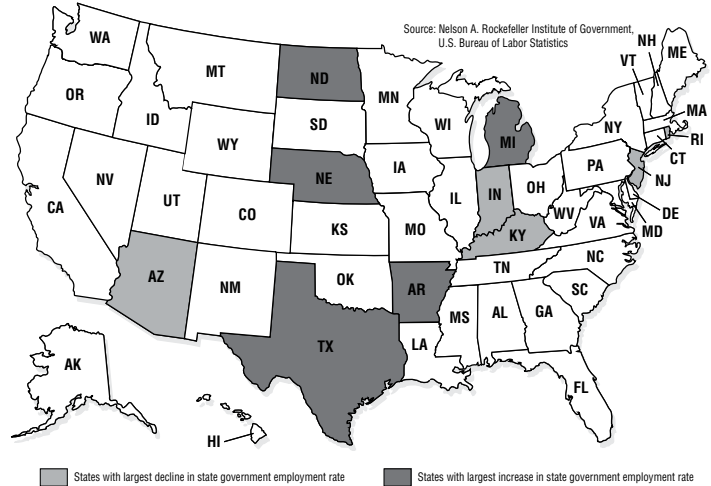 Source: Nelson A. Rockefeller Institute of Government,
U.S. Bureau of Labor Statistics
WA
MT
ND
MN
VT
NH
ME
OR
ID
WY
SD
WI
MI
NY
MA
RI
CT
NV
UT
CO
NE
IA
IL
IN
OH
PA
NJ
DE
MD
CA
KS
MO
KY
WV
VA
AZ
NM
OK
AR
TN
NC
SC
TX
LA
MS
AL
GA
AK
HI
FL
States with largest decline in state government employment rate
States with largest increase in state government employment rate